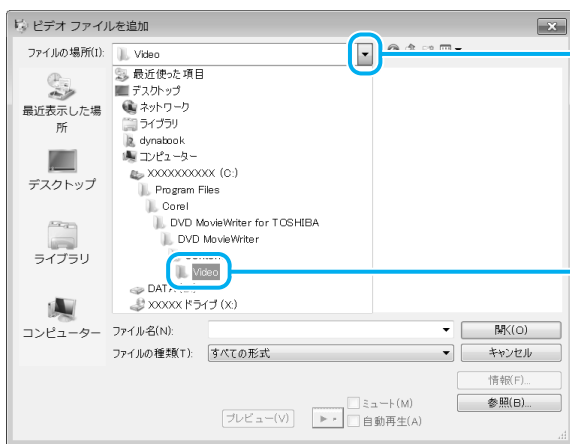 ビデオ ファイルを追加
ファイルの場所(I):
Video
最近使った項目
デスクトップ
ネットワーク
ライブラリ
dynabook
コンピューター
XXXXXXXXXX (C:)
Program Files
Corel
DVD MovieWriter for TOSHIBA
DVD MovieWriter
Video
DATA
XXXXX ドライブ (X:)
最近表示した場所
デスクトップ
ライブラリ
コンピューター
ファイル名(N):
開く(O)
ファイルの種類(T):
すべての形式
キャンセル
情報(F)...
参照(B)...
プレビュー(V)
ミュート(M)
自動再生(A)